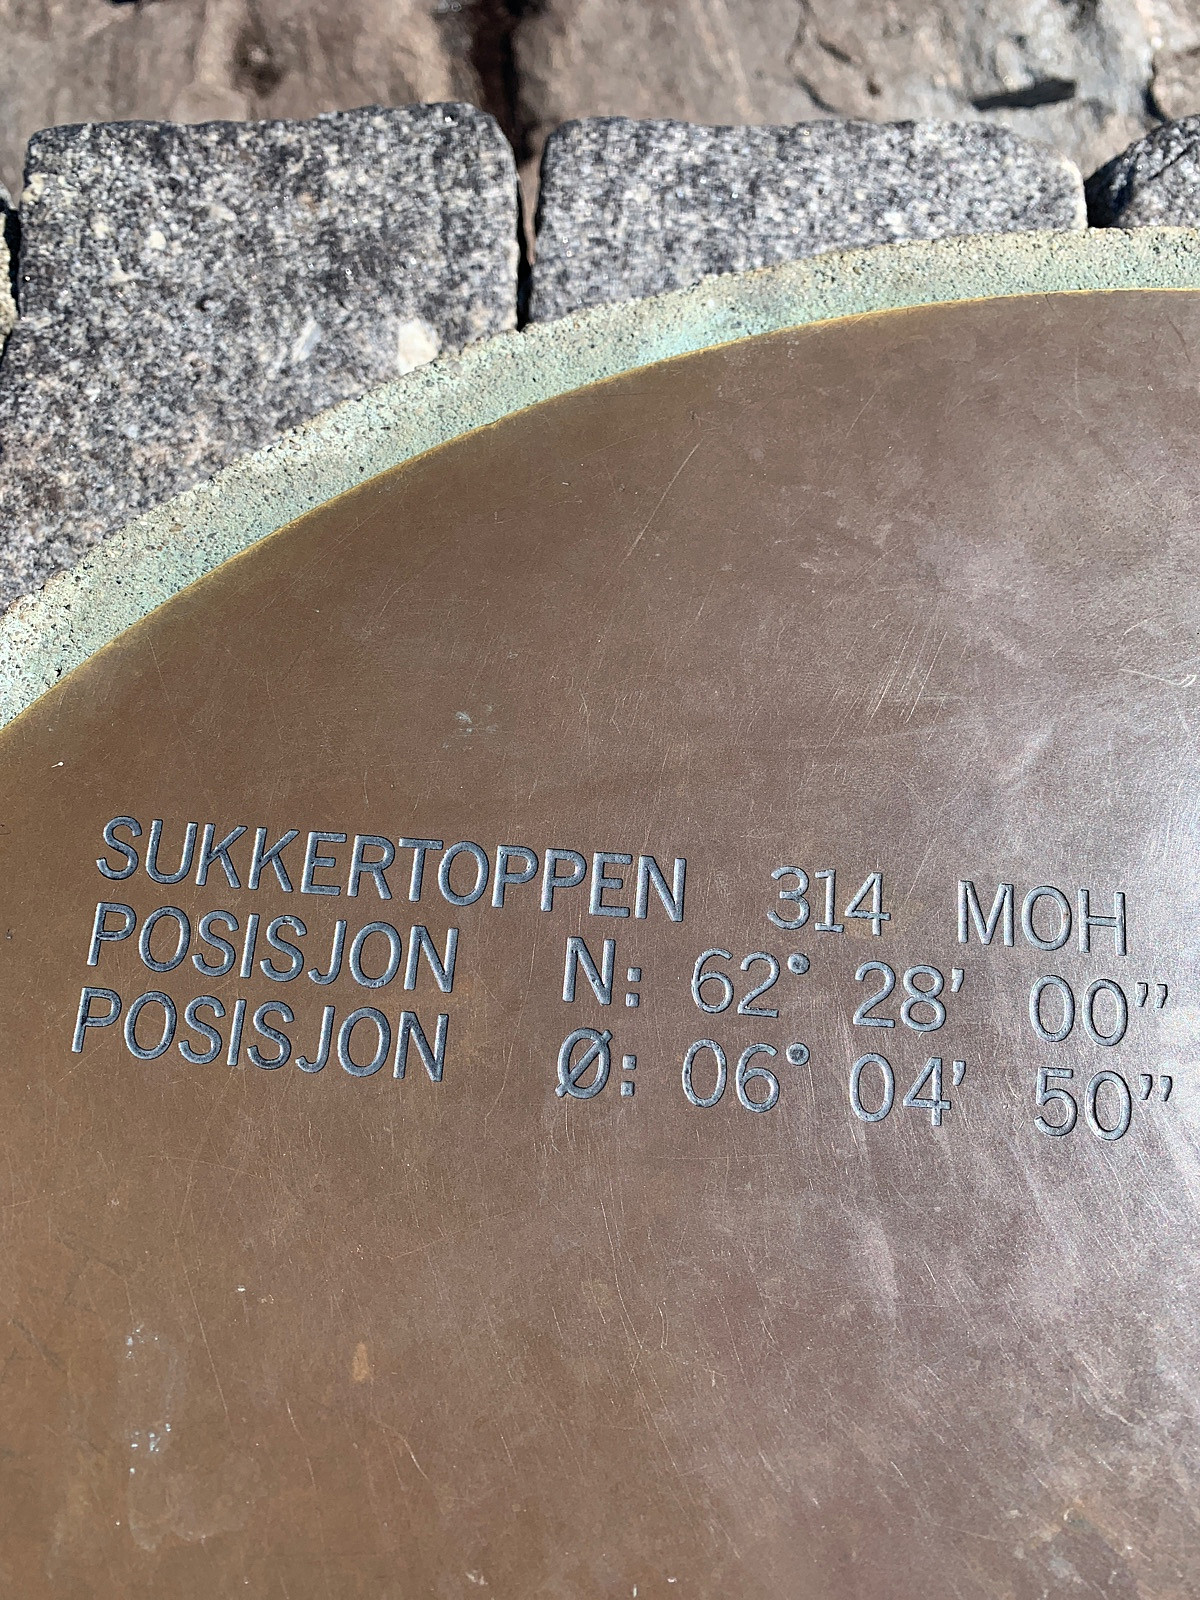 SUKKERTOPPEN 314 MOH
POSISJON N: 62° 28’ 00’’
POSISJON Ø: 06° 04’ 50’’